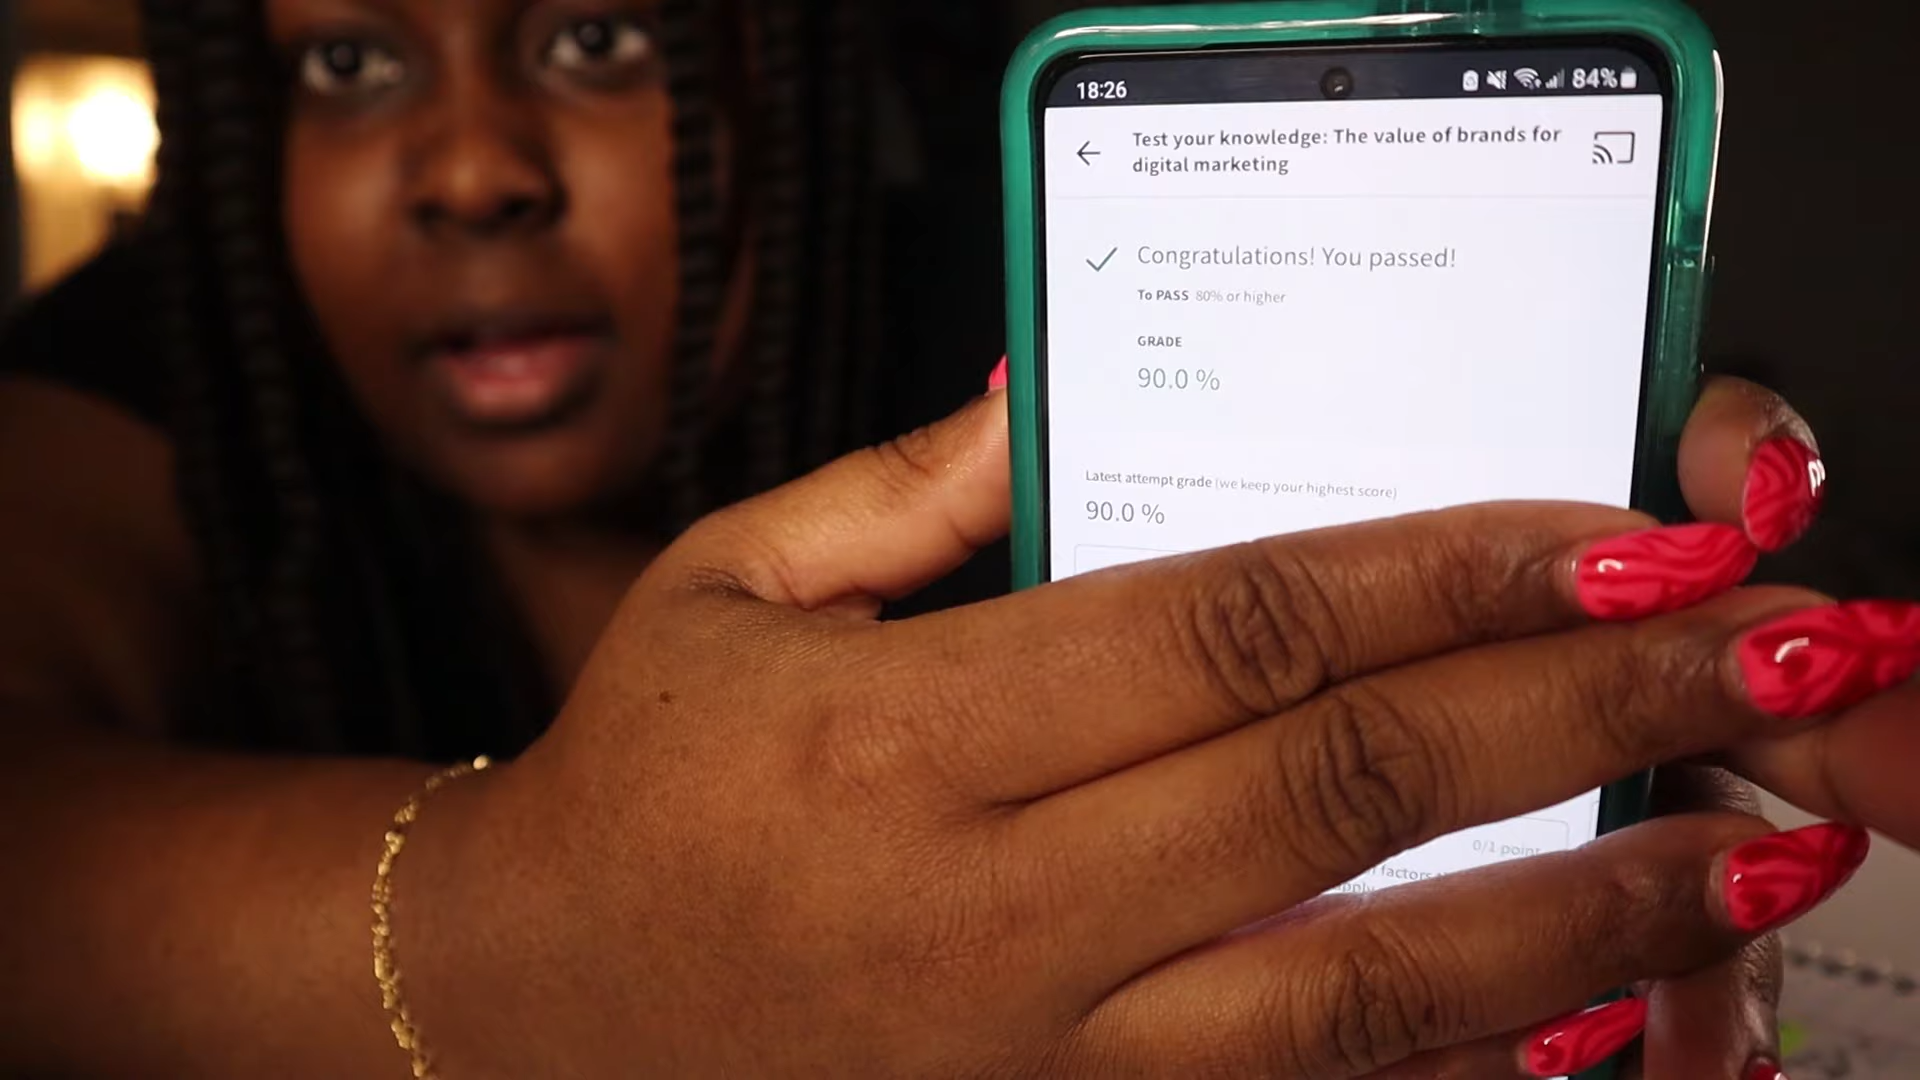 18:26
84%
Test your knowledge: The value of brands for
digital marketing
Congratulations! You passed!
To PASS 80% or higher
GRADE
90.0 %
Latest attempt grade (we keep your highest score)
90.0 %
0/1 point
factors